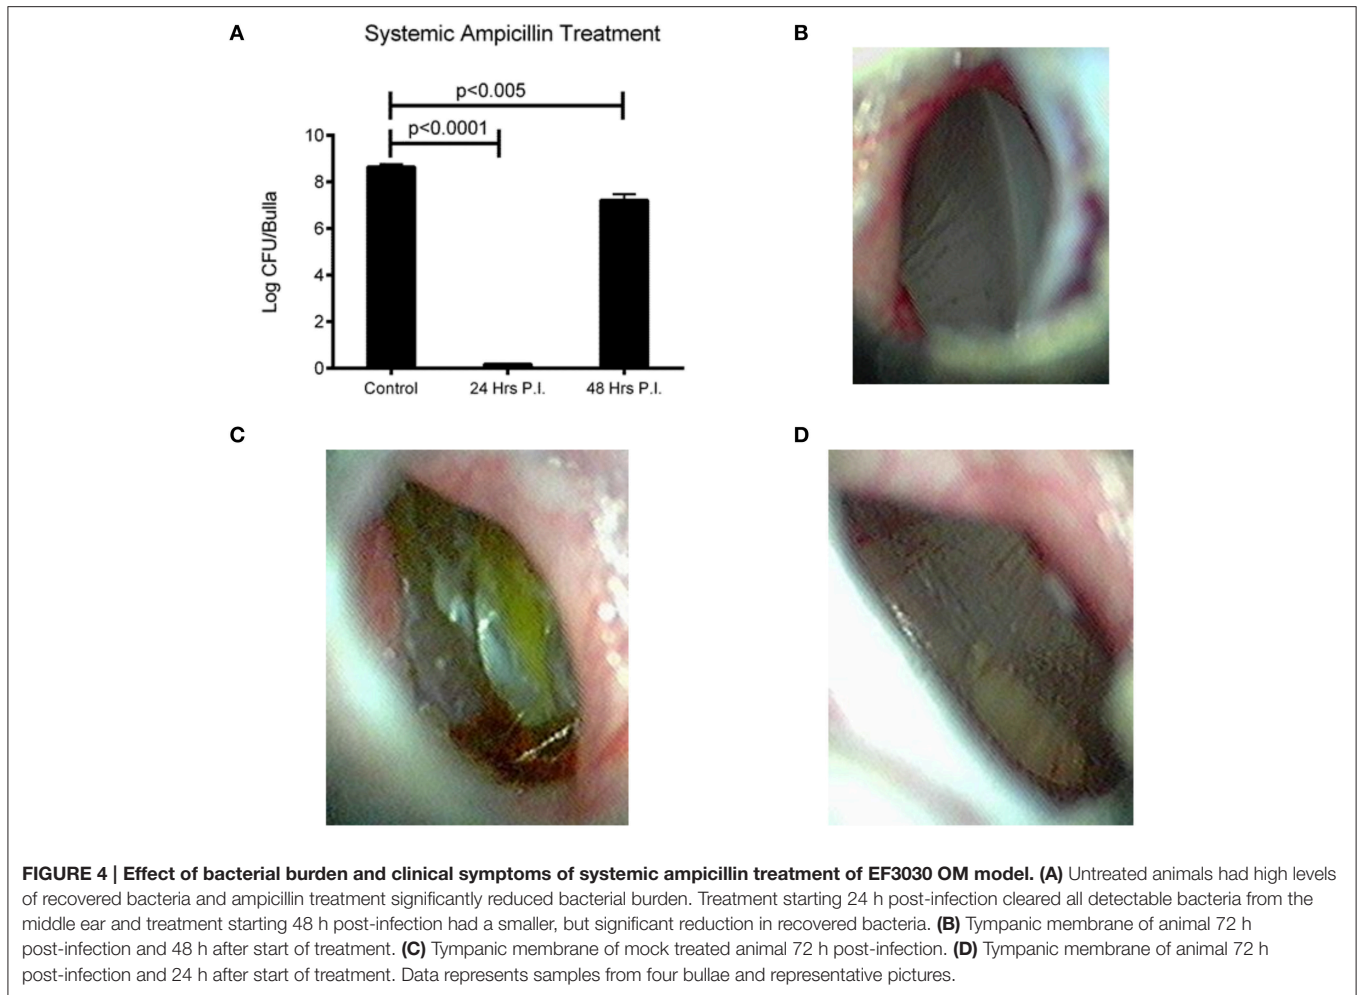 A
Systemic Ampicillin Treatment
p<0.005
p<0.0001
10
8
6
4
2
0
Log CFU/Bulla
Control
24 Hrs P.I.
48 Hrs P.I.
B
C
D
FIGURE 4 | Effect of bacterial burden and clinical symptoms of systemic ampicillin treatment of EF3030 OM model. (A) Untreated animals had high levels
of recovered bacteria and ampicillin treatment significantly reduced bacterial burden. Treatment starting 24 h post-infection cleared all detectable bacteria from the
middle ear and treatment starting 48 h post-infection had a smaller, but significant reduction in recovered bacteria. (B) Tympanic membrane of animal 72 h
post-infection and 48 h after start of treatment. (C) Tympanic membrane of mock treated animal 72 h post-infection. (D) Tympanic membrane of animal 72 h
post-infection and 24 h after start of treatment. Data represents samples from four bullae and representative pictures.